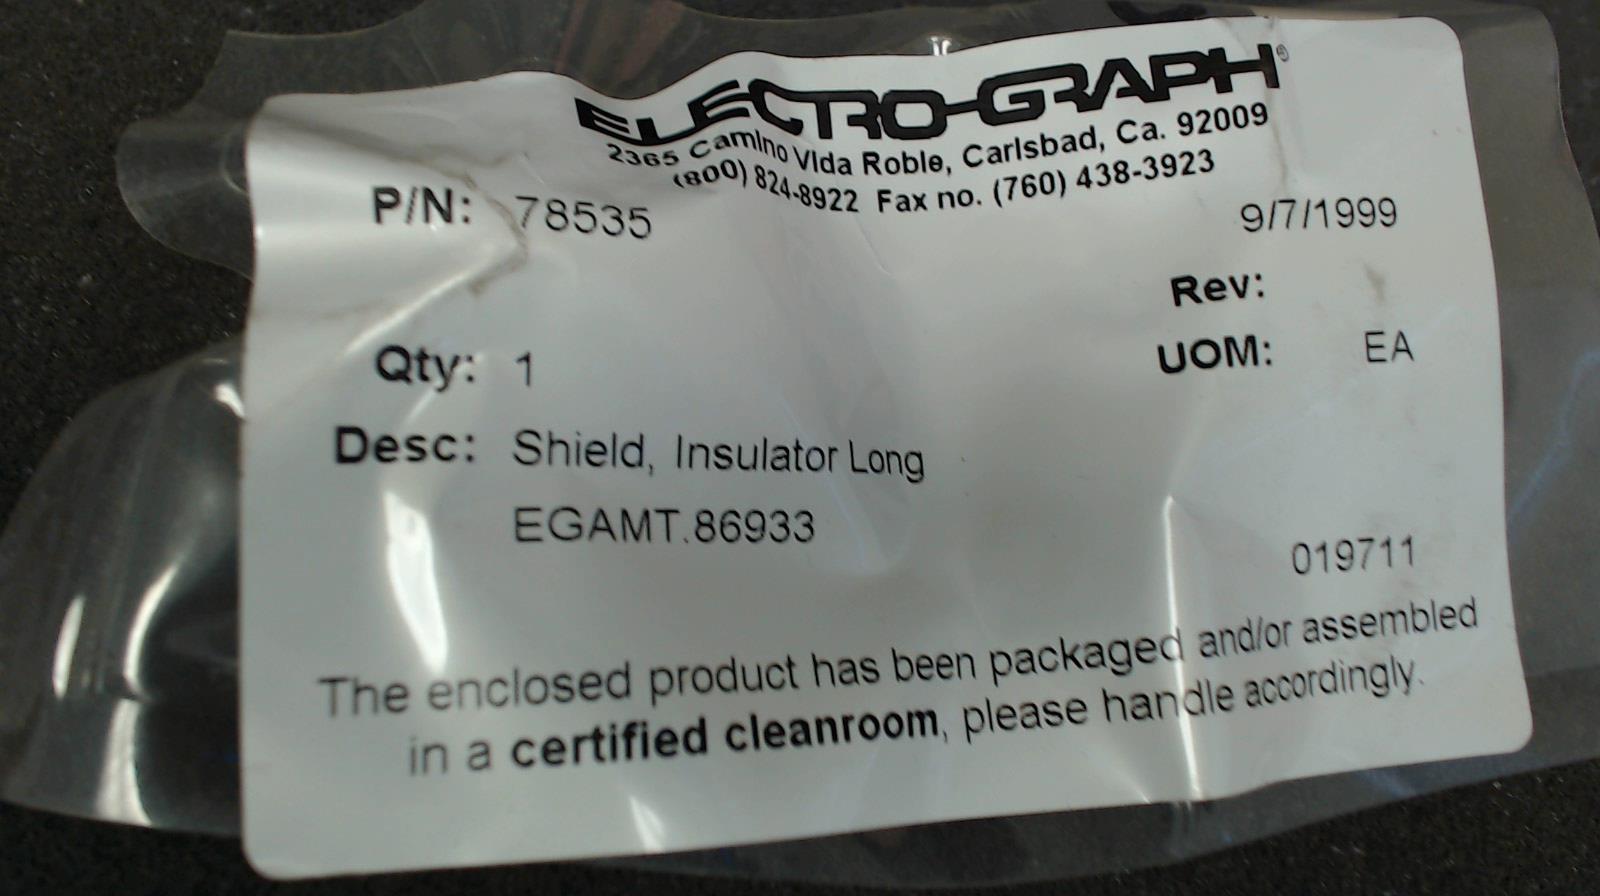 ELECTRO-GRAPH®
2365 Camino Vida Roble, Carlsbad, Ca. 92009
(800) 824-8922 Fax no. (760) 438-3923
P/N: 78535
9/7/1999
Rev:
Qty: 1
UOM: EA
Desc: Shield, Insulator Long
EGAMT.86933
019711
The enclosed product has been packaged and/or assembled
in a certified cleanroom, please handle accordingly.